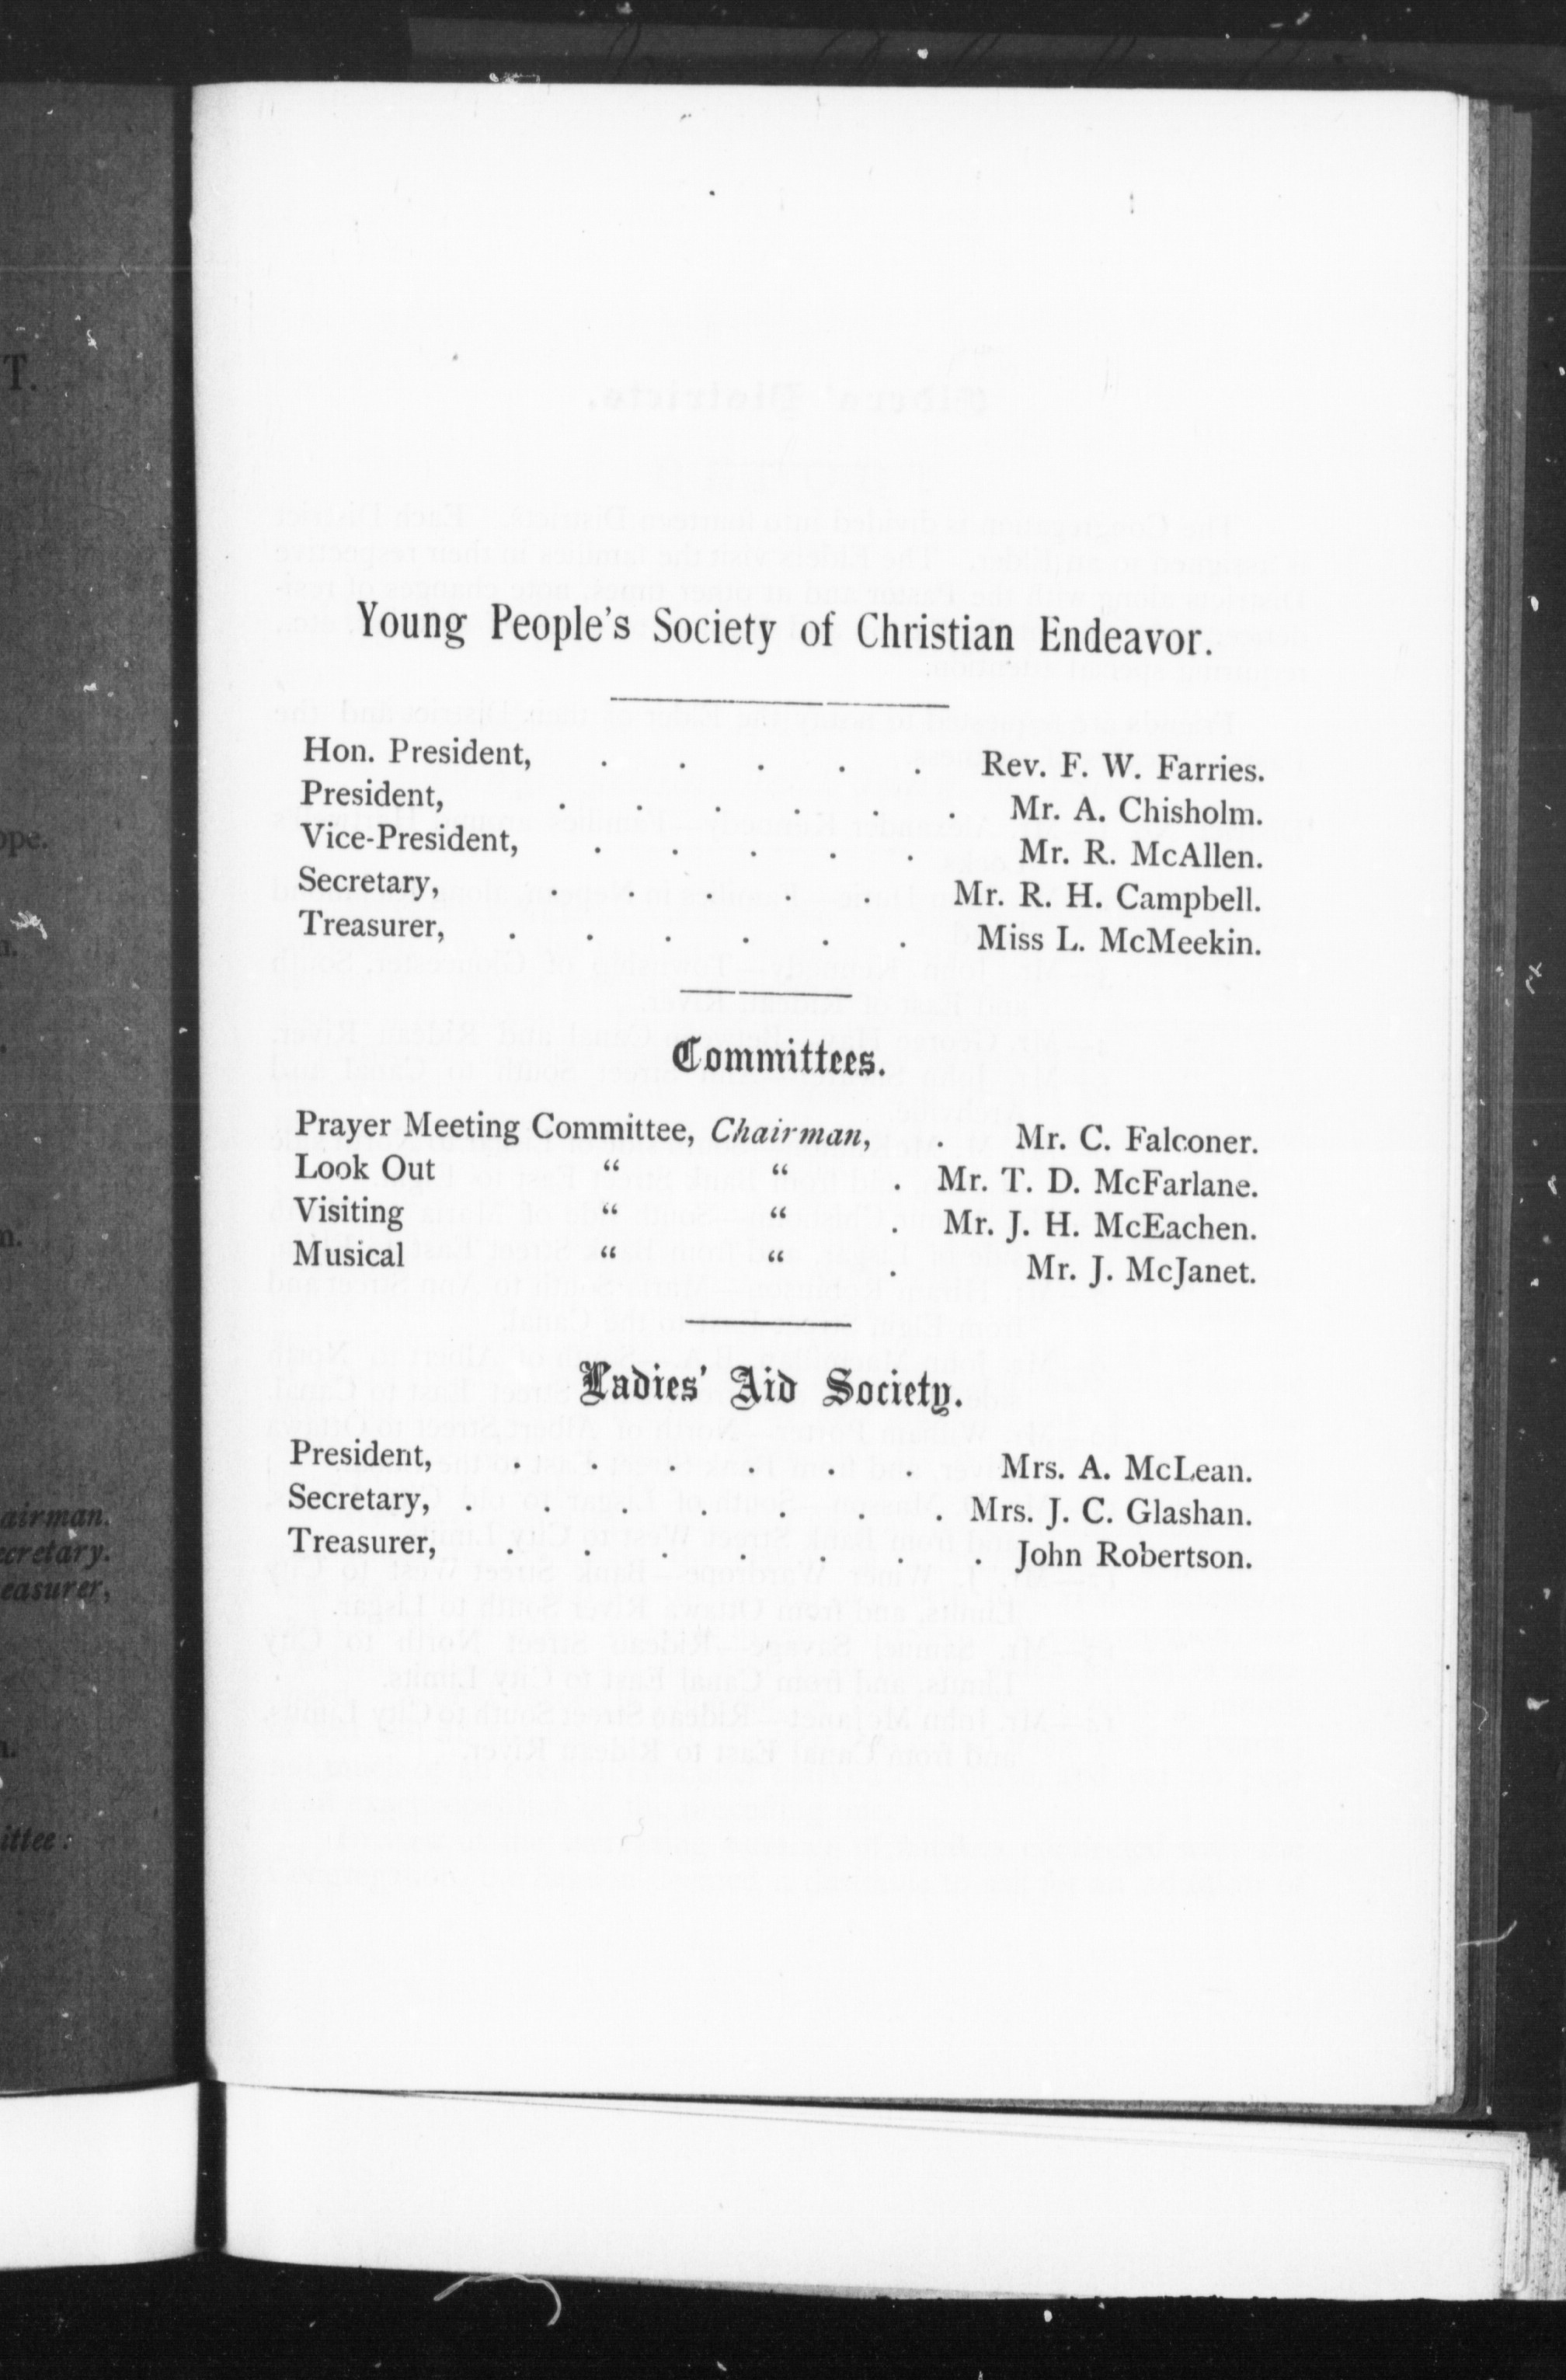 Young People's Society of Christian Endeavor.
Hon. President, . . . . . Rev. F. W. Farries.
President, . . . . . . Mr. A. Chisholm.
Vice-President, . . . . . Mr. R. McAllen.
Secretary, . . . . . Mr. R. H. Campbell.
Treasurer, . . . . . . Miss L. McMeekin.
Committees.
Prayer Meeting Committee, Chairman, . Mr. C. Falconer.
Look Out “ “ . Mr. T. D. McFarlane.
Visiting “ “ . Mr. J. H. McEachen.
Musical “ “ . Mr. J. McJanet.
Ladies' Aid Society.
President, . . . . . Mrs. A. McLean.
Secretary, . . . . . . . Mrs. J. C. Glashan.
Treasurer, . . . . . . . John Robertson.